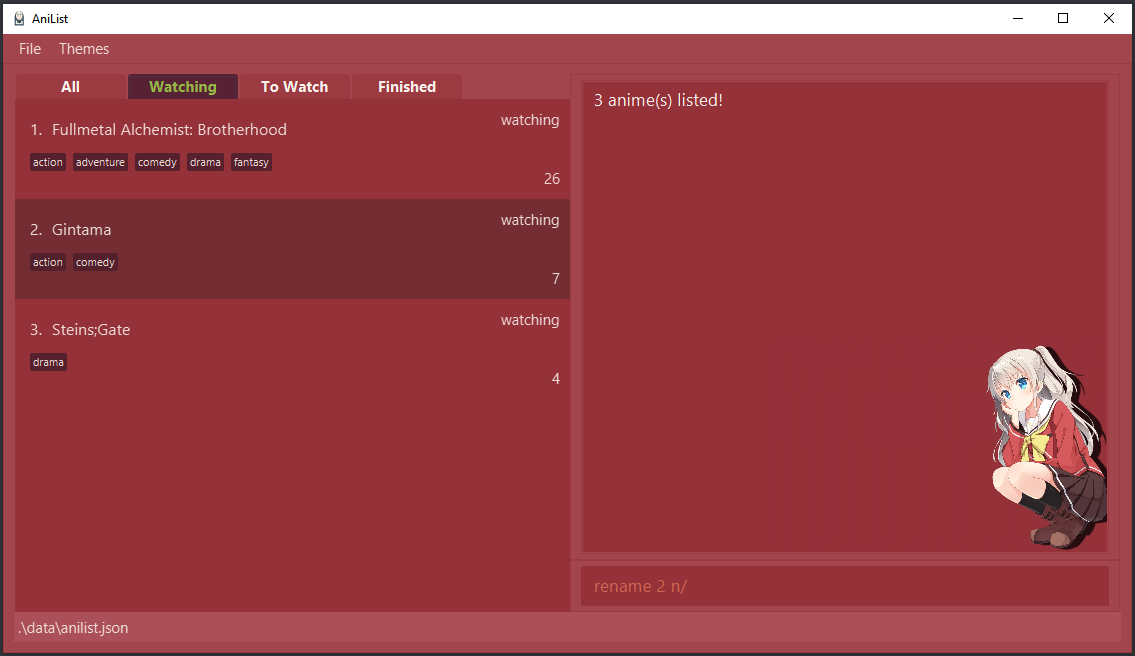 AniList
File Themes
All Watching To Watch Finished
1. Fullmetal Alchemist: Brotherhood
watching
action adventure comedy drama fantasy
26
2. Gintama
watching
action comedy
7
3. Steins;Gate
watching
drama
4
3 anime(s) listed!
rename 2 n/
.\data\anilist.json